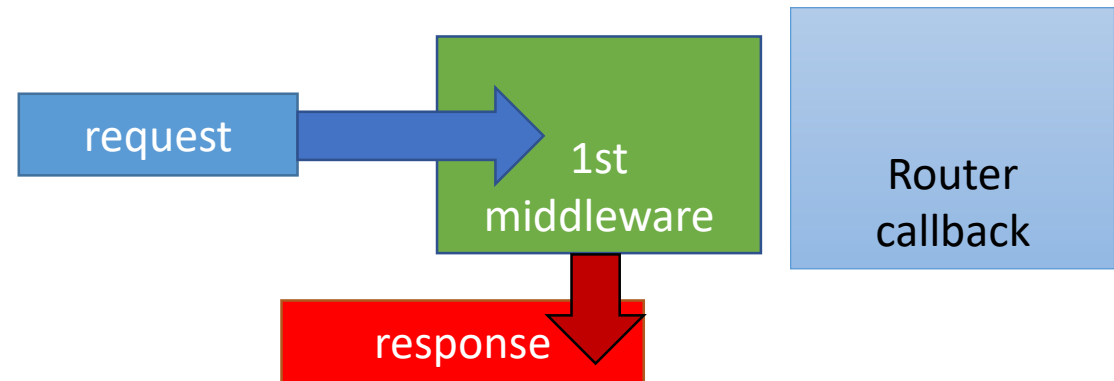 request
1st
middleware
Router
callback
response